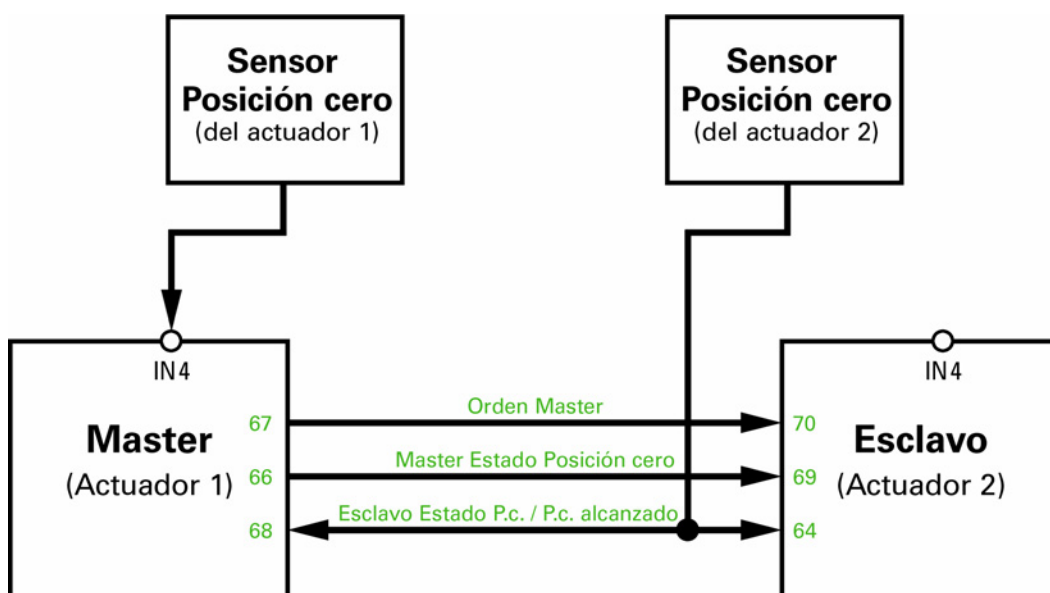 Sensor
Posición cero
(del actuador 1)
Sensor
Posición cero
(del actuador 2)
IN4
IN4
Master
(Actuador 1)
67
66
68
Orden Master
Master Estado Posición cero
Esclavo Estado P.c. / P.c. alcanzado
70
69
64
Esclavo
(Actuador 2)